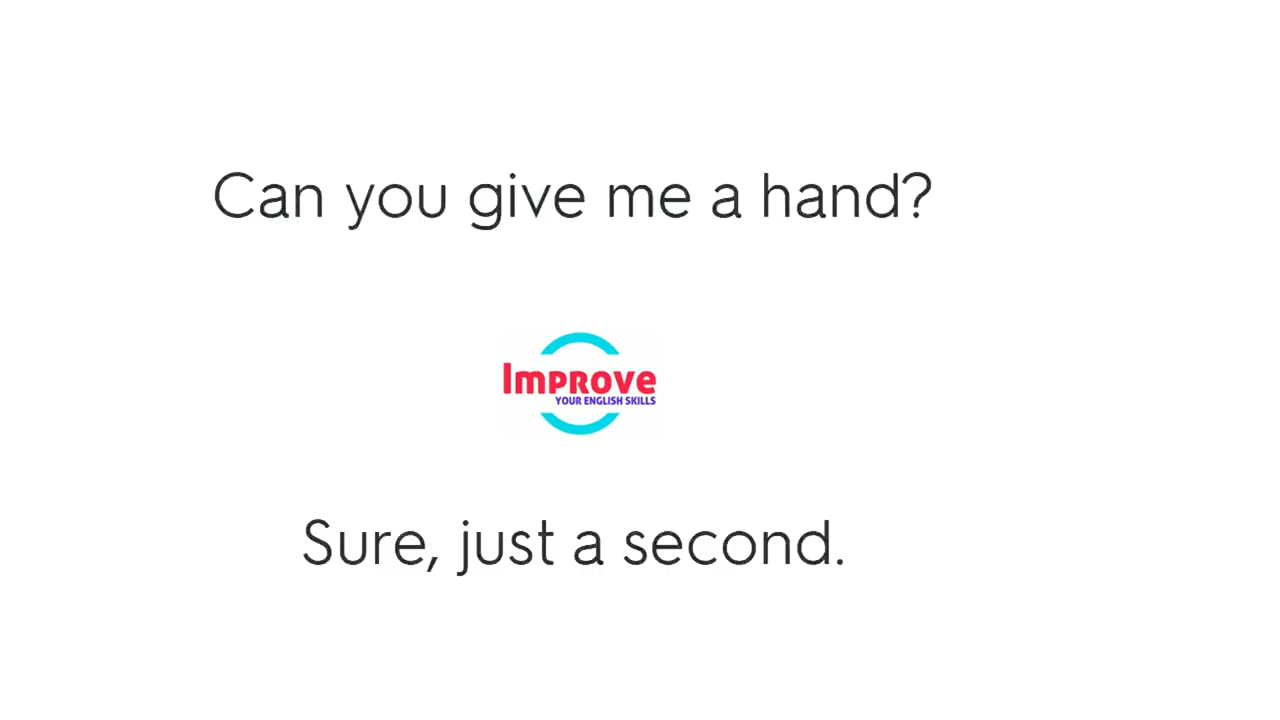 Can you give me a hand?
Improve
YOUR ENGLISH SKILLS
Sure, just a second.